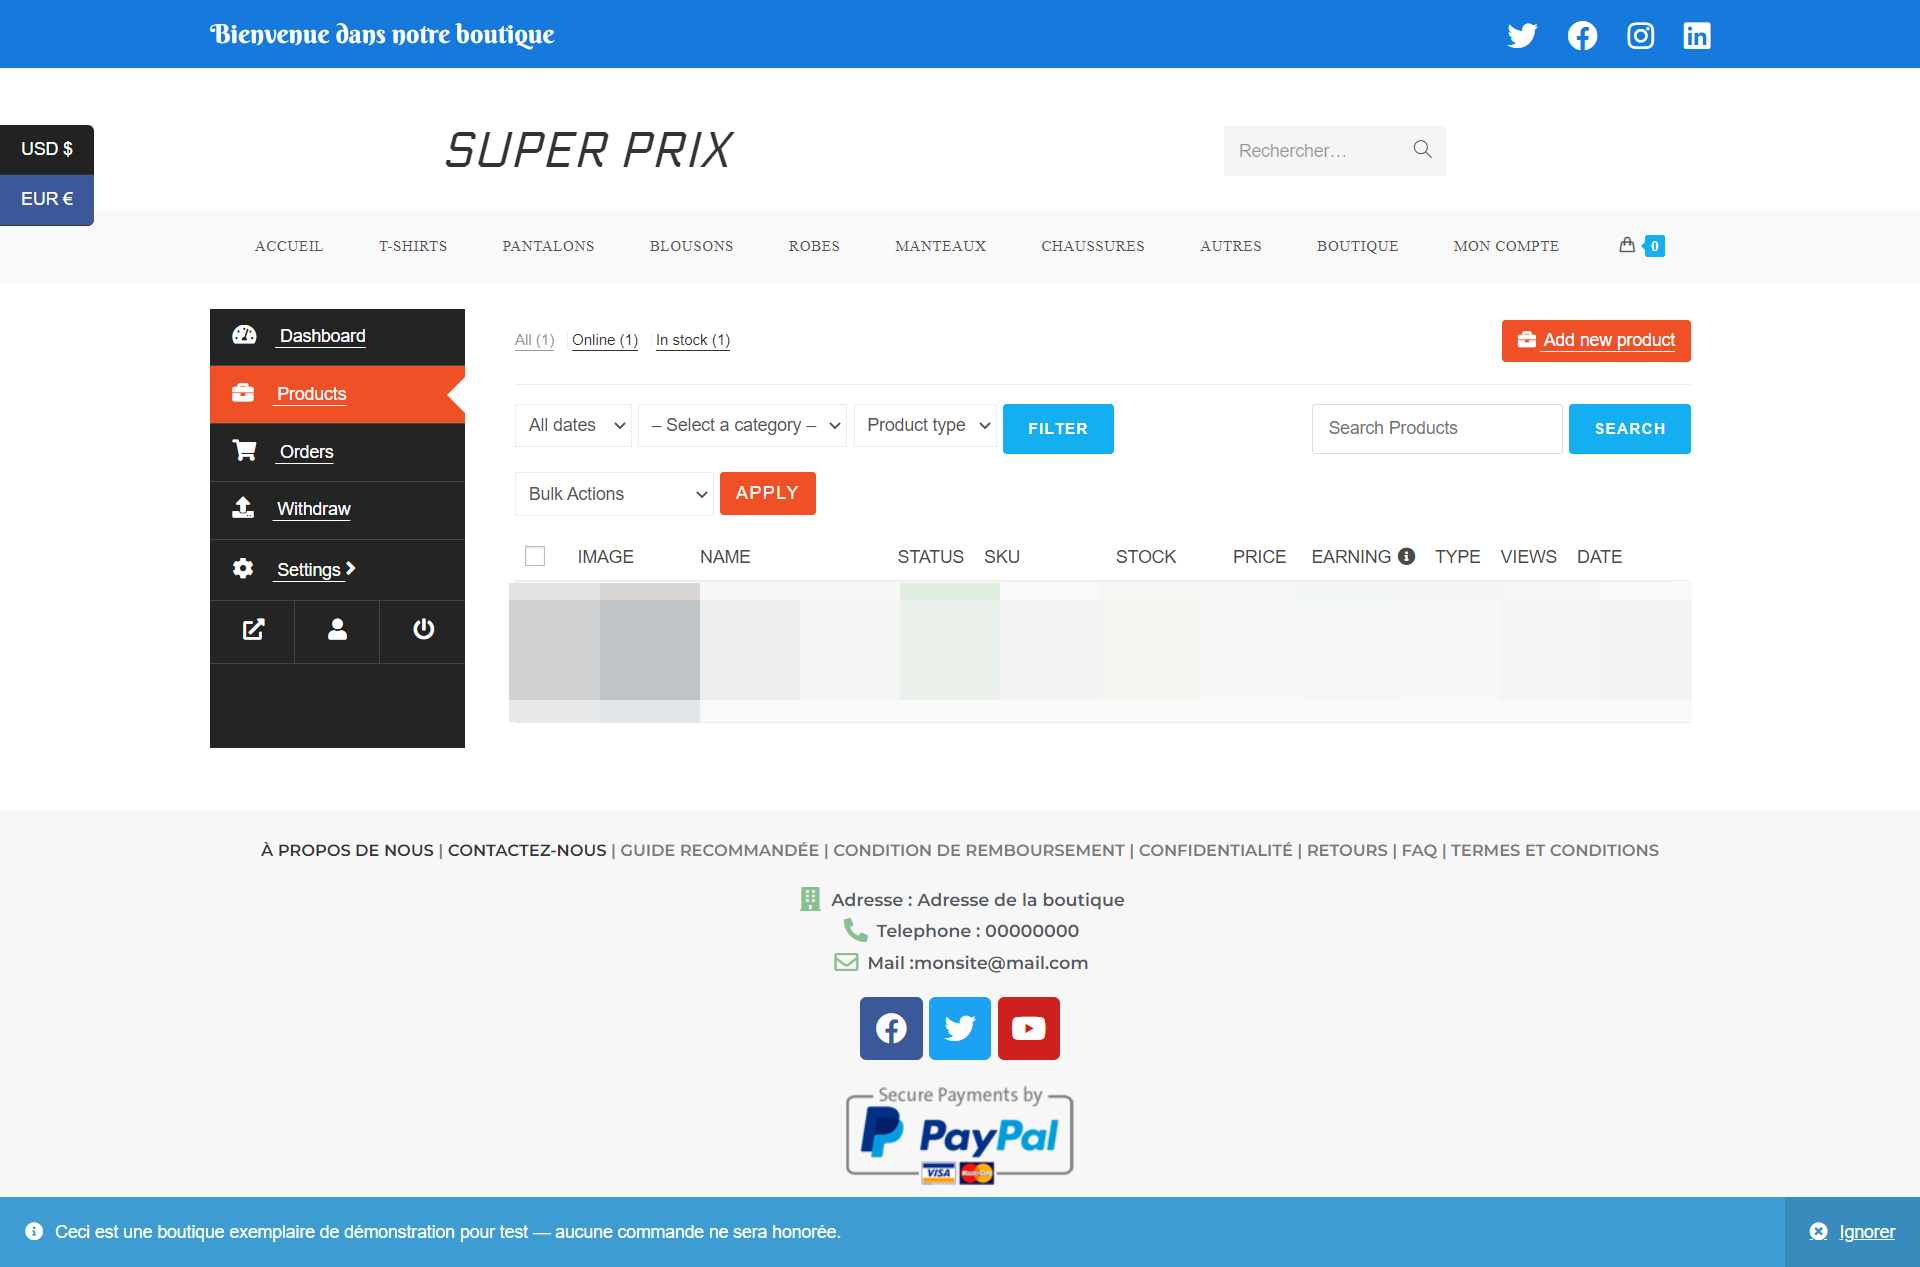 Bienvenue dans notre boutique
USD $
EUR €
SUPER PRIX
Rechercher…
ACCUEIL T-SHIRTS PANTALONS BLOUSONS ROBES MANTEAUX CHAUSSURES AUTRES BOUTIQUE MON COMPTE 0
Dashboard
Products
Orders
Withdraw
Settings
All (1) Online (1) In stock (1)
Add new product
All dates – Select a category – Product type FILTER Search Products SEARCH
Bulk Actions APPLY
IMAGE NAME STATUS SKU STOCK PRICE EARNING TYPE VIEWS DATE
À PROPOS DE NOUS | CONTACTEZ-NOUS | GUIDE RECOMMANDÉE | CONDITION DE REMBOURSEMENT | CONFIDENTIALITÉ | RETOURS | FAQ | TERMES ET CONDITIONS
Adresse : Adresse de la boutique
Telephone : 00000000
Mail :monsite@mail.com
Secure Payments by
PayPal
VISA MasterCard
Ceci est une boutique exemplaire de démonstration pour test — aucune commande ne sera honorée.
Ignorer